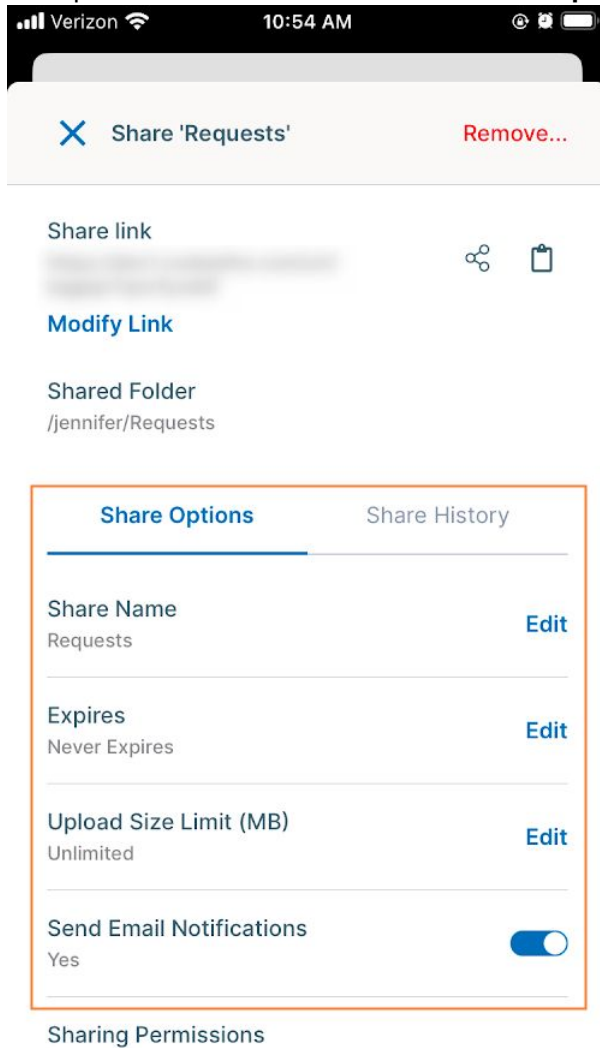 Verizon 10:54 AM
Share 'Requests' Remove...
Share link
Modify Link
Shared Folder
/jennifer/Requests
Share Options Share History
Share Name
Requests
Edit
Expires
Never Expires
Edit
Upload Size Limit (MB)
Unlimited
Edit
Send Email Notifications
Yes
Sharing Permissions